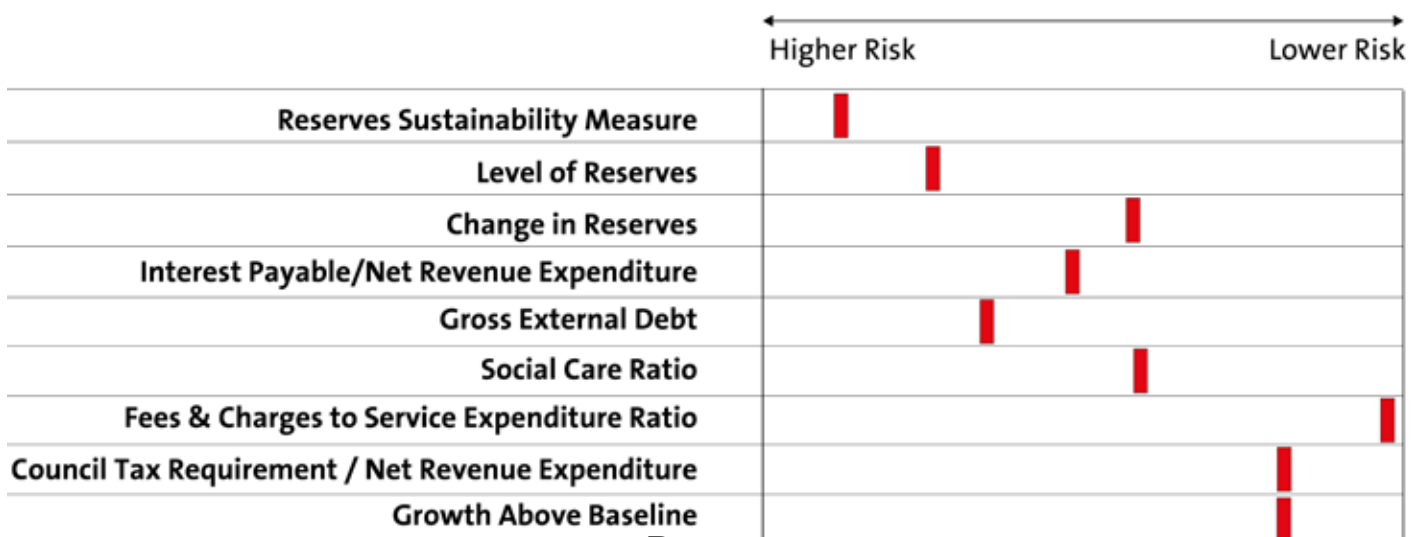 Higher Risk
Lower Risk
Reserves Sustainability Measure
Level of Reserves
Change in Reserves
Interest Payable/Net Revenue Expenditure
Gross External Debt
Social Care Ratio
Fees & Charges to Service Expenditure Ratio
Council Tax Requirement / Net Revenue Expenditure
Growth Above Baseline